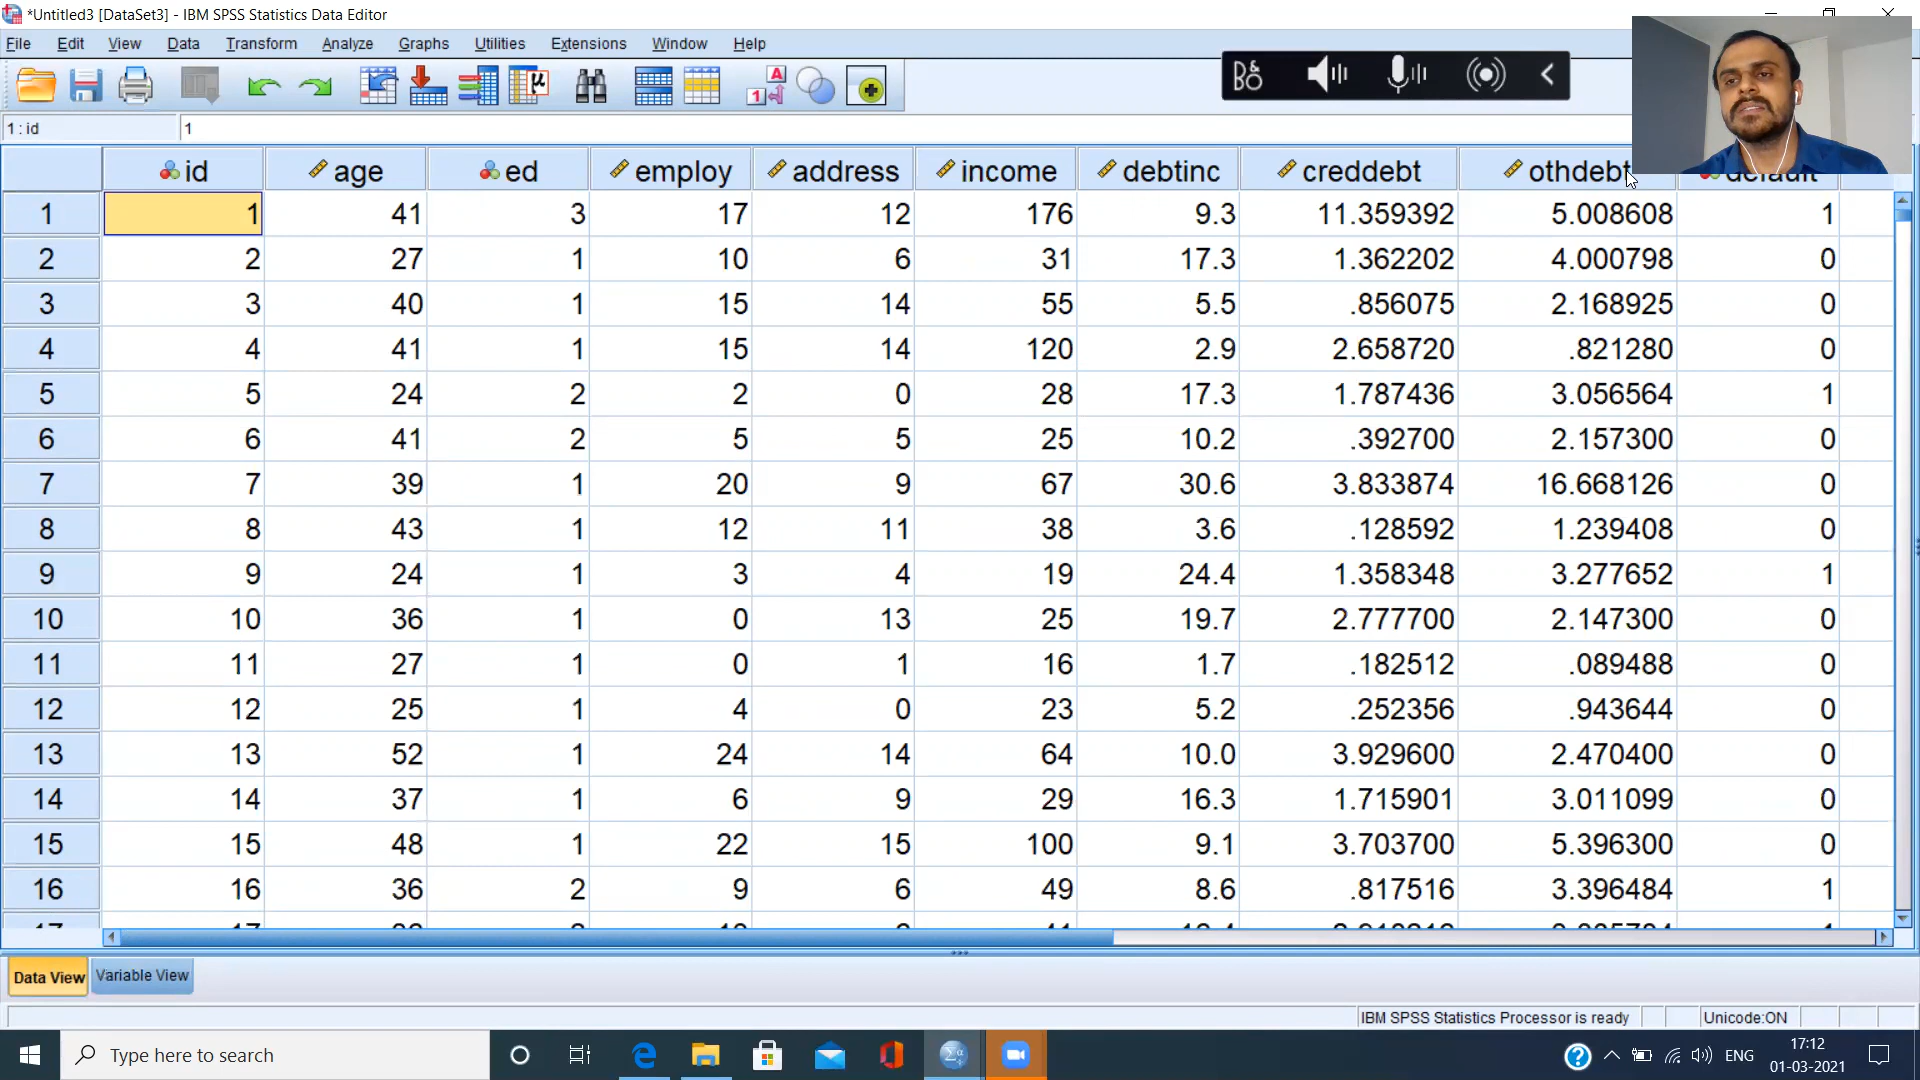 *Untitled3 [DataSet3] - IBM SPSS Statistics Data Editor
File Edit View Data Transform Analyze Graphs Utilities Extensions Window Help
1 : id 1
id age ed employ address income debtinc creddebt othdebt default
1 1 41 3 17 12 176 9.3 11.359392 5.008608 1
2 2 27 1 10 6 31 17.3 1.362202 4.000798 0
3 3 40 1 15 14 55 5.5 .856075 2.168925 0
4 4 41 1 15 14 120 2.9 2.658720 .821280 0
5 5 24 2 2 0 28 17.3 1.787436 3.056564 1
6 6 41 2 5 5 25 10.2 .392700 2.157300 0
7 7 39 1 20 9 67 30.6 3.833874 16.668126 0
8 8 43 1 12 11 38 3.6 .128592 1.239408 0
9 9 24 1 3 4 19 24.4 1.358348 3.277652 1
10 10 36 1 0 13 25 19.7 2.777700 2.147300 0
11 11 27 1 0 1 16 1.7 .182512 .089488 0
12 12 25 1 4 0 23 5.2 .252356 .943644 0
13 13 52 1 24 14 64 10.0 3.929600 2.470400 0
14 14 37 1 6 9 29 16.3 1.715901 3.011099 0
15 15 48 1 22 15 100 9.1 3.703700 5.396300 0
16 16 36 2 9 6 49 8.6 .817516 3.396484 1
Data View Variable View
IBM SPSS Statistics Processor is ready Unicode:ON
Type here to search
ENG
17:12
01-03-2021